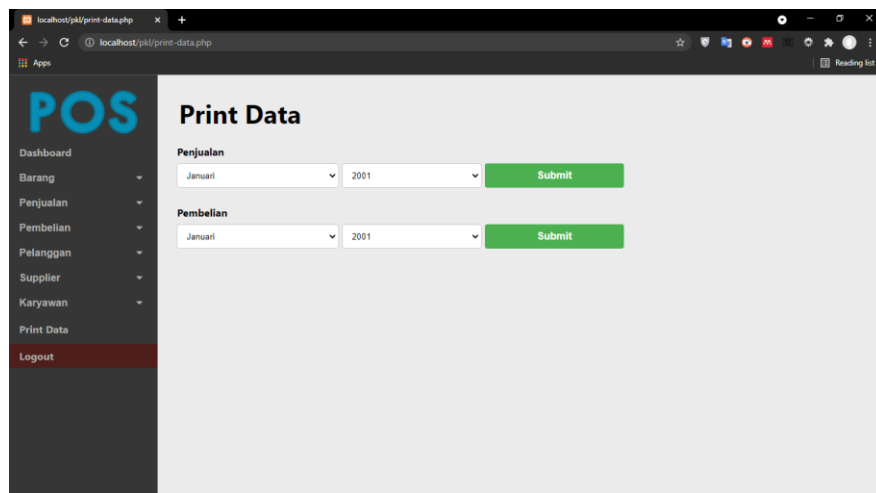 localhost/pkl/print-data.php
localhost/pkl/print-data.php
Apps
Reading list
POS
Dashboard
Barang
Penjualan
Pembelian
Pelanggan
Supplier
Karyawan
Print Data
Logout
Print Data
Penjualan
Januari 2001 Submit
Pembelian
Januari 2001 Submit